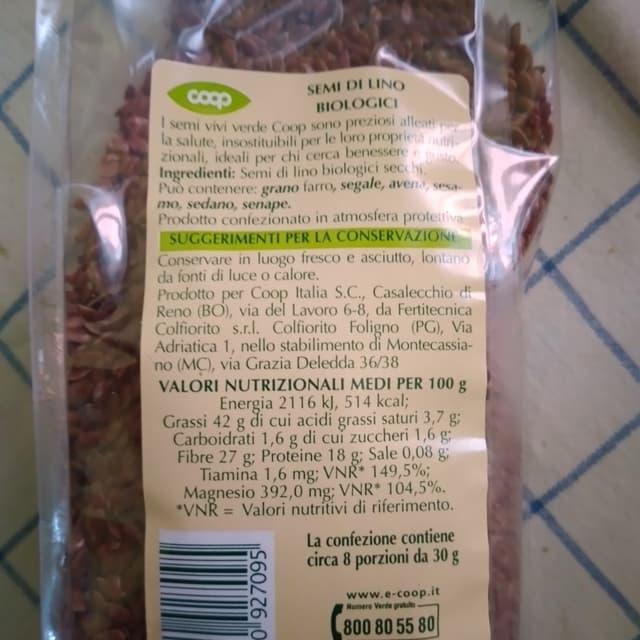 coop
SEMI DI LINO
BIOLOGICI
I semi vivi verde Coop sono preziosi alleati per
la salute, insostituibili per le loro proprietà nutri-
zionali, ideali per chi cerca benessere e gusto.
Ingredienti: Semi di lino biologici secchi.
Può contenere: grano farro, segale, avena, sesa-
mo, sedano, senape.
Prodotto confezionato in atmosfera protettiva
SUGGERIMENTI PER LA CONSERVAZIONE
Conservare in luogo fresco e asciutto, lontano
da fonti di luce o calore.
Prodotto per Coop Italia S.C., Casalecchio di
Reno (BO), via del Lavoro 6-8, da Fertitecnica
Colfiorito s.r.l. Colfiorito Foligno (PG), Via
Adriatica 1, nello stabilimento di Montecassia-
no (MC), via Grazia Deledda 36/38
VALORI NUTRIZIONALI MEDI PER 100 g
Energia 2116 kJ, 514 kcal;
Grassi 42 g di cui acidi grassi saturi 3,7 g;
Carboidrati 1,6 g di cui zuccheri 1,6 g;
Fibre 27 g; Proteine 18 g; Sale 0,08 g;
Tiamina 1,6 mg; VNR* 149,5%;
Magnesio 392,0 mg; VNR* 104,5%.
*VNR = Valori nutritivi di riferimento.
La confezione contiene
circa 8 porzioni da 30 g
www.e-coop.it
Numero Verde gratuito
800 80 55 80
0 927095